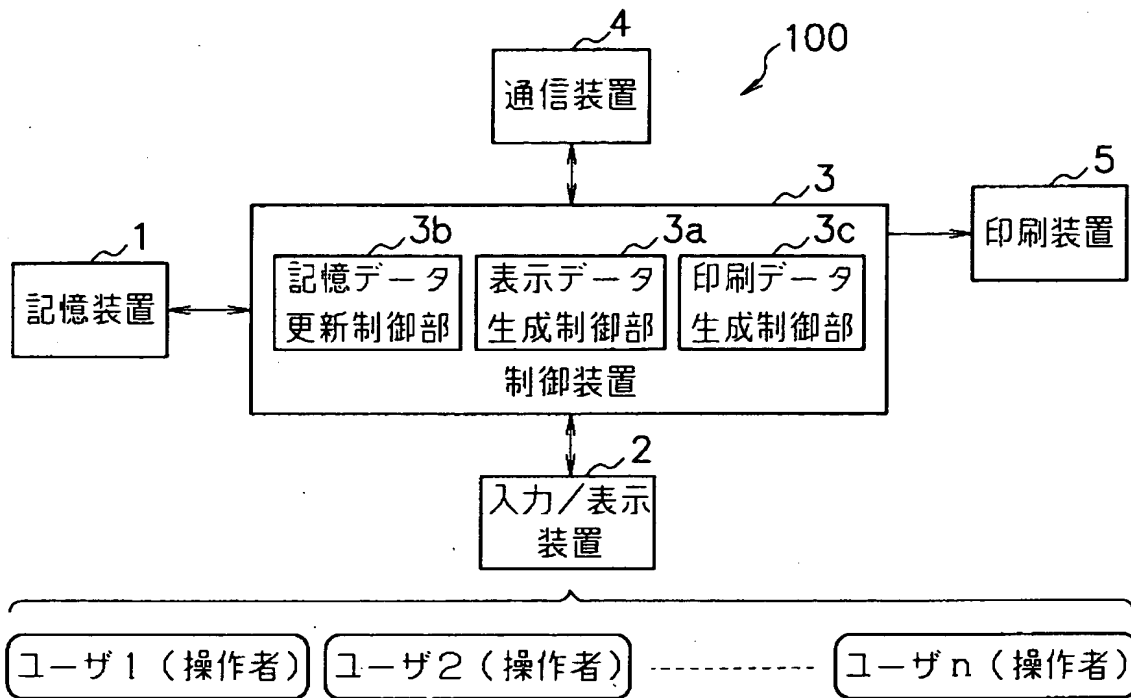 4
100
通信装置
3
5
印刷装置
1
記憶装置
3b
3a
3c
記憶データ
更新制御部
表示データ
生成制御部
印刷データ
生成制御部
制御装置
2
入力／表示
装置
ユーザ1（操作者）
ユーザ2（操作者）
ユーザn（操作者）